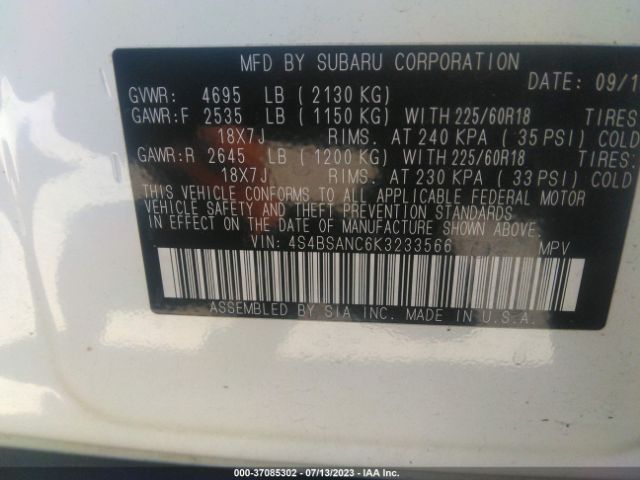 MFD BY SUBARU CORPORATION
DATE: 09/1
GVWR: 4695 LB (2130 KG)
GAWR:F 2535 LB (1150 KG) WITH 225/60R18 TIRES
18X7J RIMS. AT 240 KPA (35 PSI) COLD
GAWR:R 2645 LB (1200 KG) WITH 225/60R18 TIRES:
18X7J RIMS. AT 230 KPA (33 PSI) COLD
THIS VEHICLE CONFORMS TO ALL APPLICABLE FEDERAL MOTOR
VEHICLE SAFETY AND THEFT PREVENTION STANDARDS
IN EFFECT ON THE DATE OF MANUFACTURE SHOWN ABOVE.
VIN: 4S4BSANC6K3233566 MPV
ASSEMBLED BY SIA INC. MADE IN U.S.A.
000-37085302 - 07/13/2023 - IAA Inc.